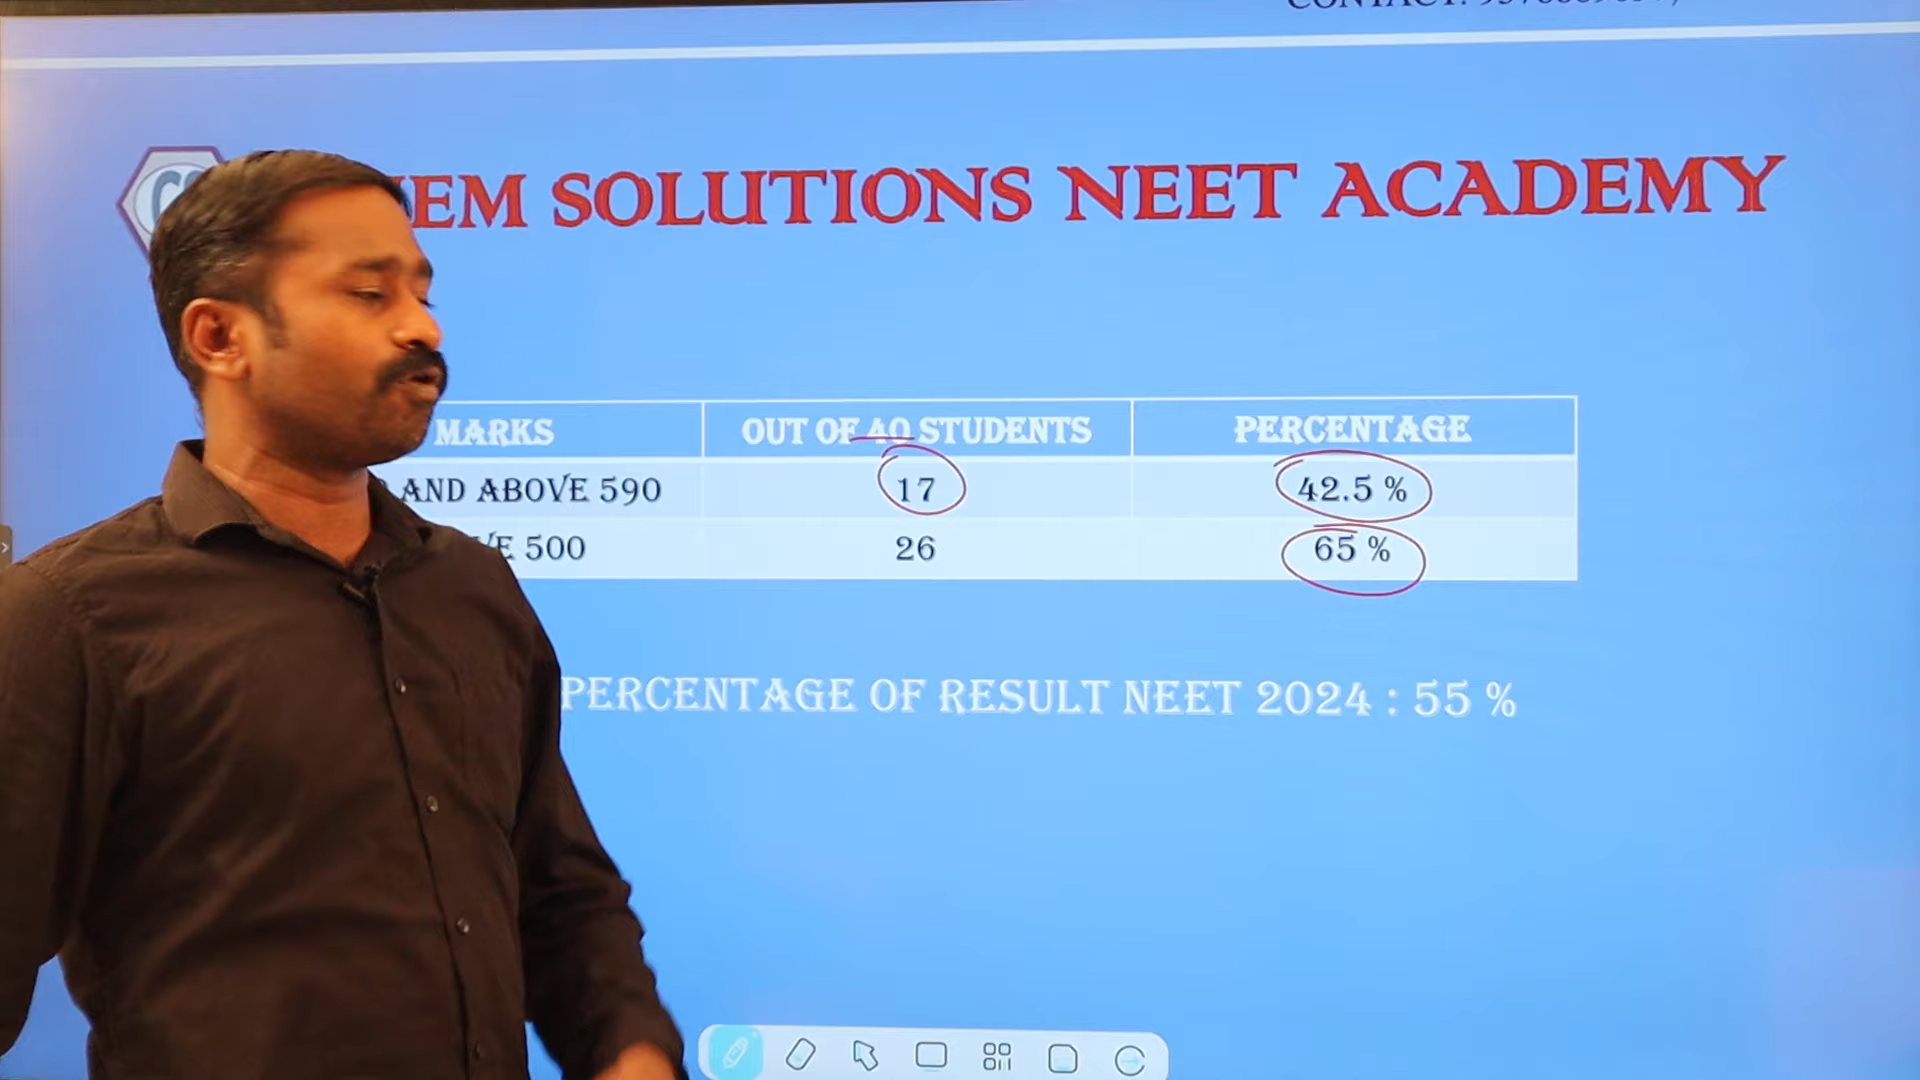 SOLUTIONS NEET ACADEMY
MARKS OUT OF 40 STUDENTS PERCENTAGE
AND ABOVE 590 17 42.5 %
500 26 65 %
PERCENTAGE OF RESULT NEET 2024 : 55 %